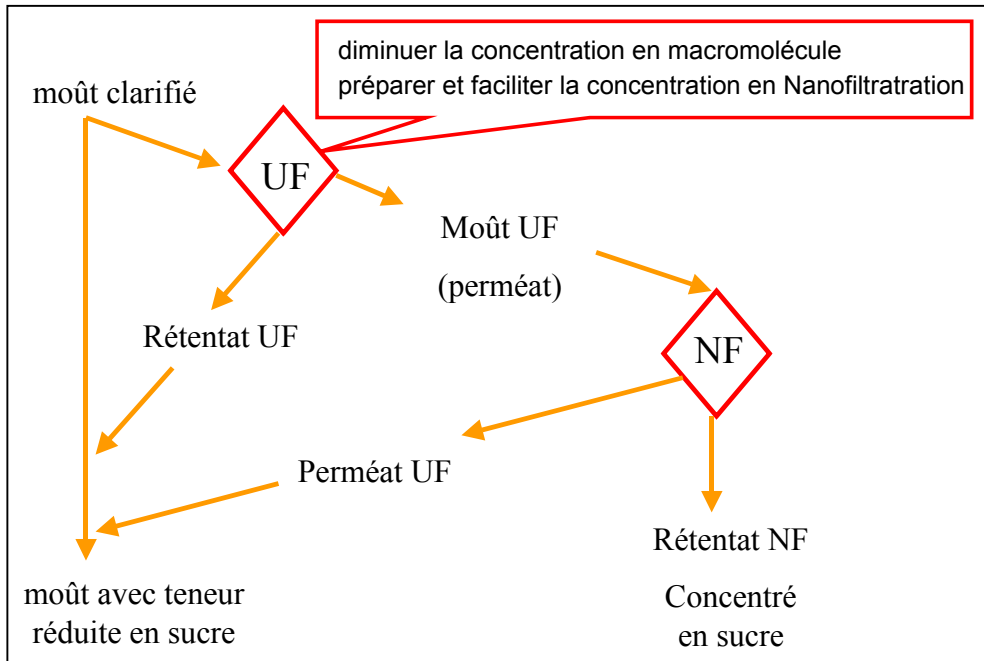 diminuer la concentration en macromolécule
préparer et faciliter la concentration en Nanofiltratration
moût clarifié
UF
Moût UF
(perméat)
Rétentat UF
NF
Perméat UF
Rétentat NF
moût avec teneur
réduite en sucre
Concentré
en sucre